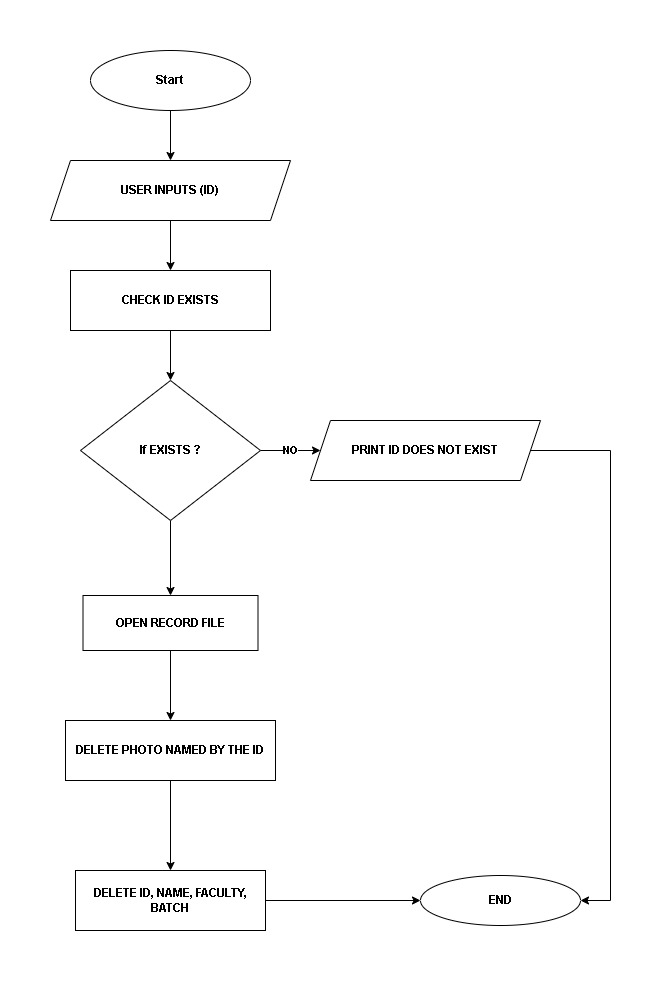 Start
USER INPUTS (ID)
CHECK ID EXISTS
If EXISTS ?
NO
PRINT ID DOES NOT EXIST
OPEN RECORD FILE
DELETE PHOTO NAMED BY THE ID
DELETE ID, NAME, FACULTY,
BATCH
END